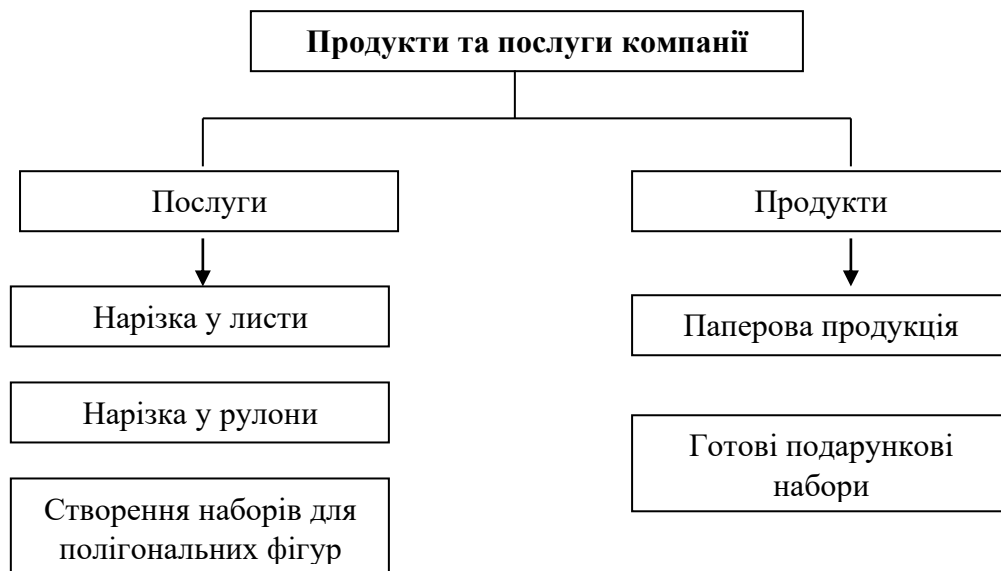 Продукти та послуги компанії
Послуги
Продукти
Нарізка у листи
Паперова продукція
Нарізка у рулони
Готові подарункові
набори
Створення наборів для
полігональних фігур